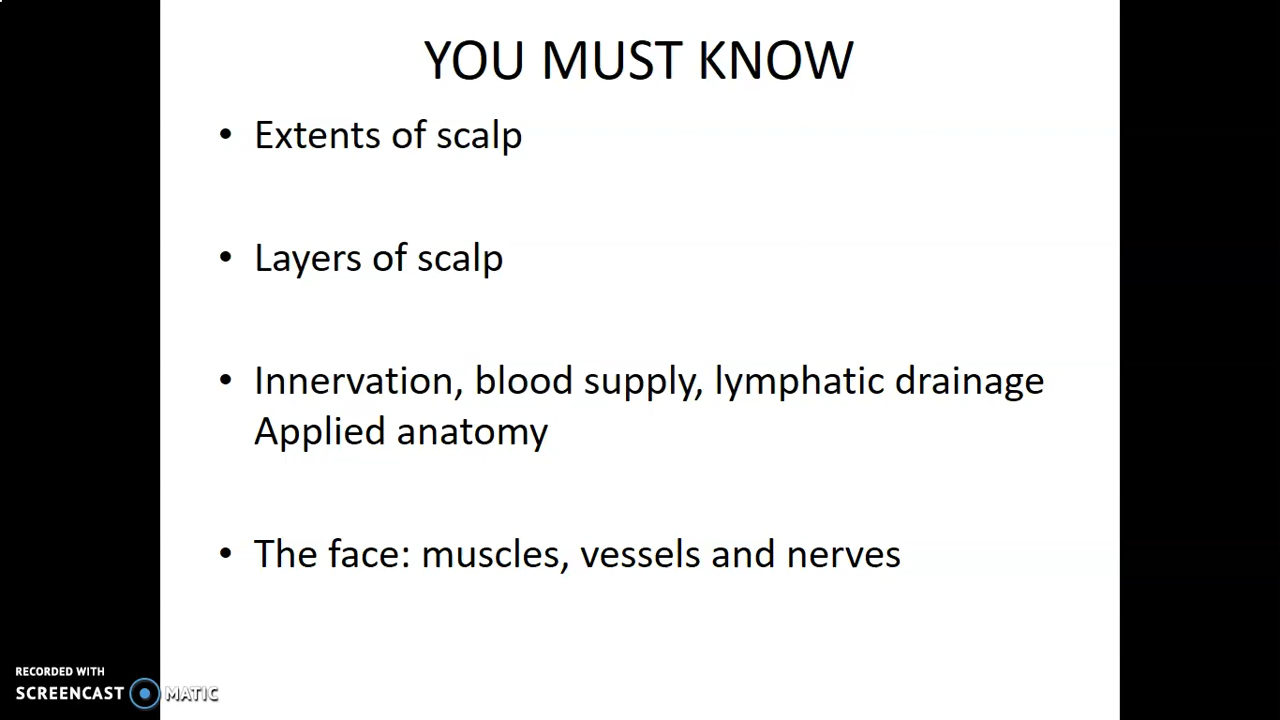 YOU MUST KNOW
• Extents of scalp
• Layers of scalp
• Innervation, blood supply, lymphatic drainage
Applied anatomy
• The face: muscles, vessels and nerves
RECORDED WITH
SCREENCAST MATIC